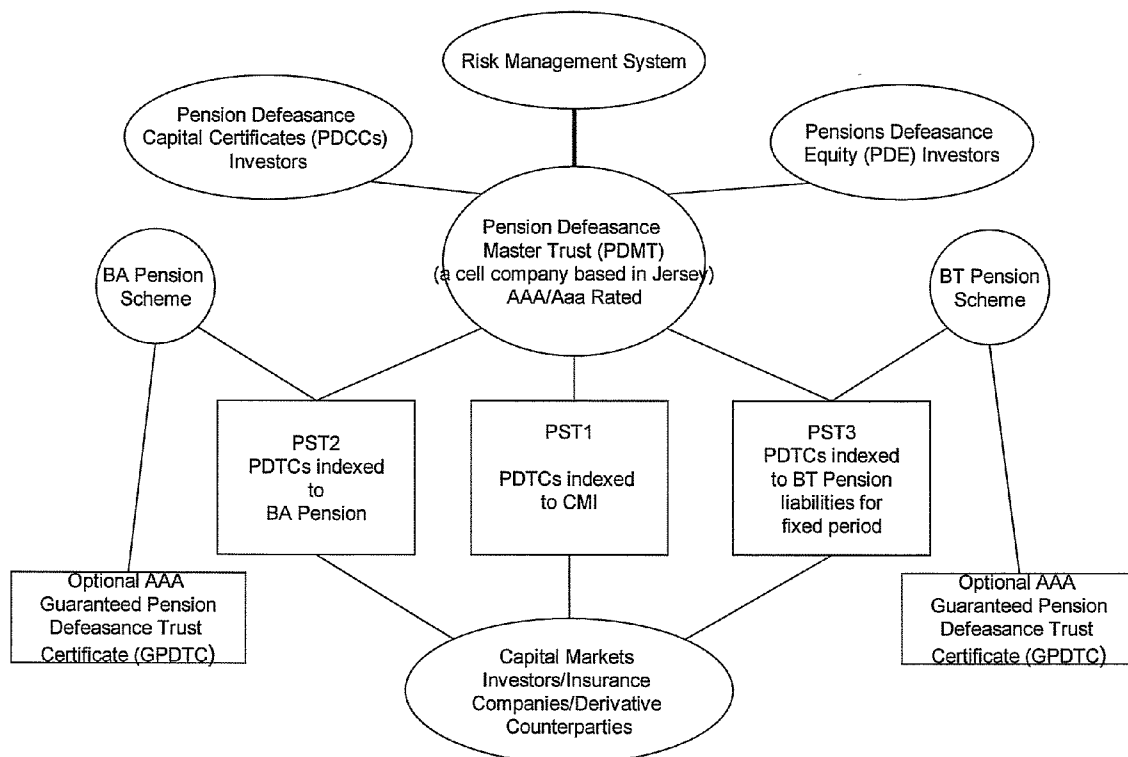 Risk Management System
Pension Defeasance
Capital Certificates (PDCCs)
Investors
Pensions Defeasance
Equity (PDE) Investors
Pension Defeasance
Master Trust (PDMT)
(a cell company based in Jersey)
AAA/Aaa Rated
BA Pension
Scheme
BT Pension
Scheme
PST2
PDTCs indexed
to
BA Pension
PST1
PDTCs indexed
to CMI
PST3
PDTCs indexed
to BT Pension
liabilities for
fixed period
Optional AAA
Guaranteed Pension
Defeasance Trust
Certificate (GPDTC)
Optional AAA
Guaranteed Pension
Defeasance Trust
Certificate (GPDTC)
Capital Markets
Investors/Insurance
Companies/Derivative
Counterparties